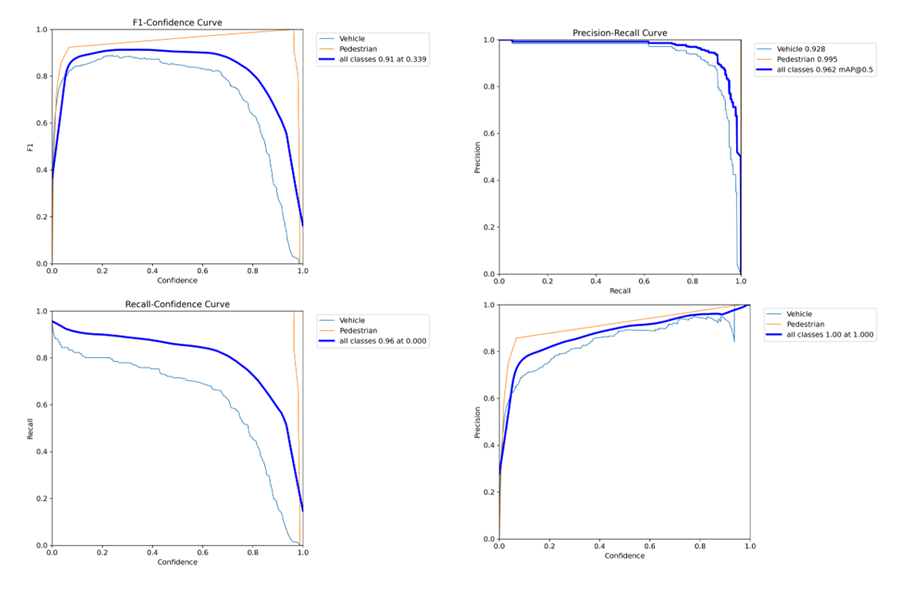 F1-Confidence Curve
1.0
0.8
0.6
0.4
0.2
0.0
F1
0.0 0.2 0.4 0.6 0.8 1.0
Confidence
Vehicle
Pedestrian
all classes 0.91 at 0.339
Precision-Recall Curve
1.0
0.8
0.6
0.4
0.2
0.0
Precision
0.0 0.2 0.4 0.6 0.8 1.0
Recall
Vehicle 0.928
Pedestrian 0.995
all classes 0.962 mAP@0.5
Recall-Confidence Curve
1.0
0.8
0.6
0.4
0.2
0.0
Recall
0.0 0.2 0.4 0.6 0.8 1.0
Confidence
Vehicle
Pedestrian
all classes 0.96 at 0.000
1.0
0.8
0.6
0.4
0.2
0.0
Precision
0.0 0.2 0.4 0.6 0.8 1.0
Confidence
Vehicle
Pedestrian
all classes 1.00 at 1.000